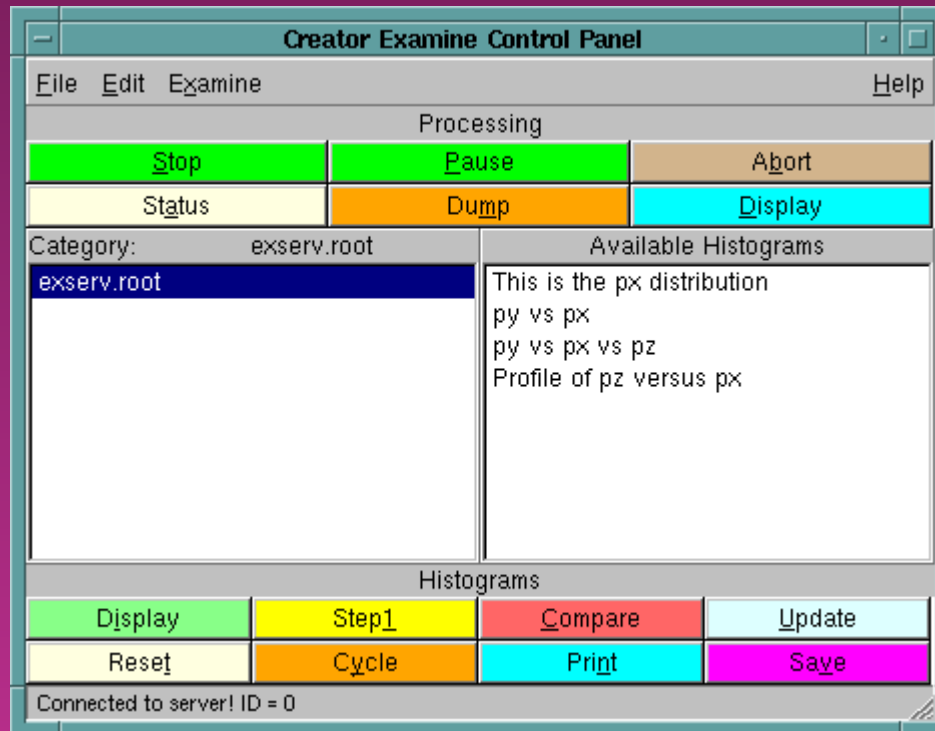 Creator Examine Control Panel
File Edit Examine Help
Processing
Stop Pause Abort
Status Dump Display
Category: exserv.root Available Histograms
exserv.root
This is the px distribution
py vs px
py vs px vs pz
Profile of pz versus px
Histograms
Display Step1 Compare Update
Reset Cycle Print Save
Connected to server! ID = 0